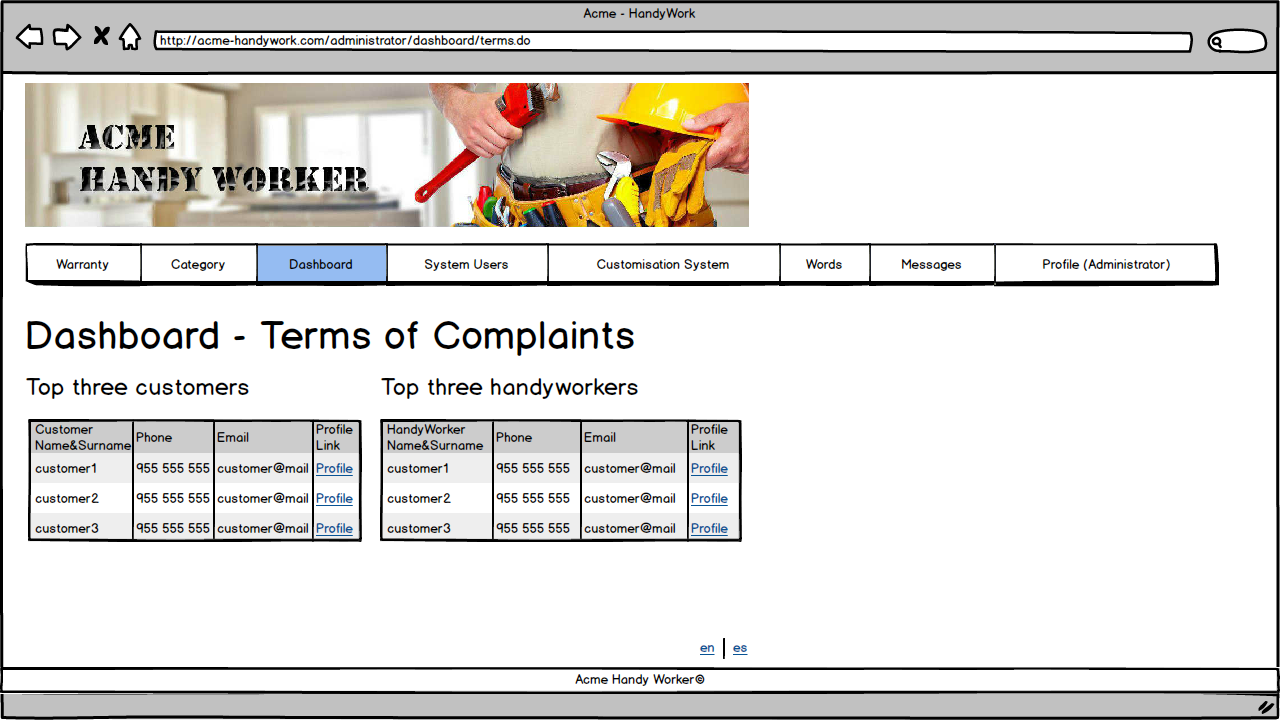 Acme - HandyWork
http://acme-handywork.com/administrator/dashboard/terms.do
ACME
HANDY WORKER
Warranty Category Dashboard System Users Customisation System Words Messages Profile (Administrator)
Dashboard - Terms of Complaints
Top three customers
Customer Name&Surname Phone Email Profile Link
customer1 955 555 555 customer@mail Profile
customer2 955 555 555 customer@mail Profile
customer3 955 555 555 customer@mail Profile
Top three handyworkers
HandyWorker Name&Surname Phone Email Profile Link
customer1 955 555 555 customer@mail Profile
customer2 955 555 555 customer@mail Profile
customer3 955 555 555 customer@mail Profile
en | es
Acme Handy Worker©